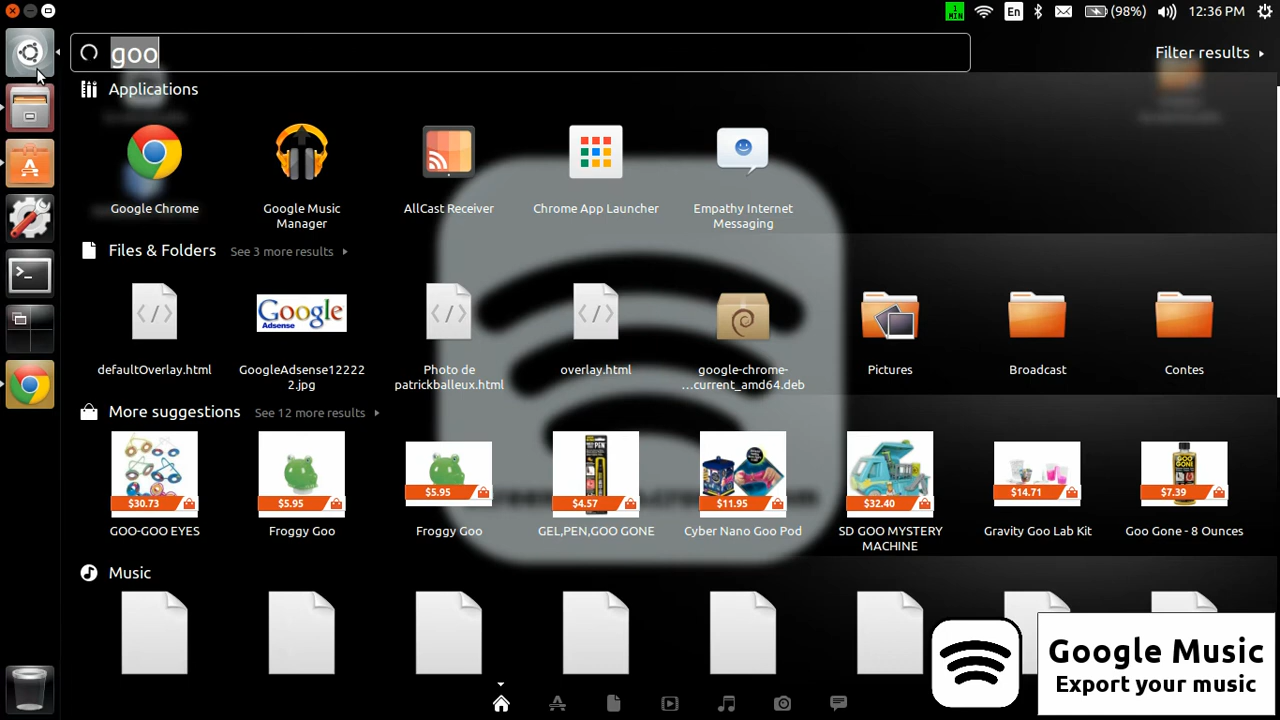 1
MIN
En
(98%)
12:36 PM
goo
Filter results
Applications
Google Chrome
Google Music
Manager
AllCast Receiver
Chrome App Launcher
Empathy Internet
Messaging
Files & Folders
See 3 more results
defaultOverlay.html
Google
Adsense
GoogleAdsense12222
2.jpg
Photo de
patrickballeux.html
overlay.html
google-chrome-
...current_amd64.deb
Pictures
Broadcast
Contes
More suggestions
See 12 more results
$30.73
GOO-GOO EYES
$5.95
Froggy Goo
$5.95
Froggy Goo
$4.57
GEL,PEN,GOO GONE
$11.95
Cyber Nano Goo Pod
$32.40
SD GOO MYSTERY
MACHINE
$14.71
Gravity Goo Lab Kit
$7.39
Goo Gone - 8 Ounces
Music
Google Music
Export your music